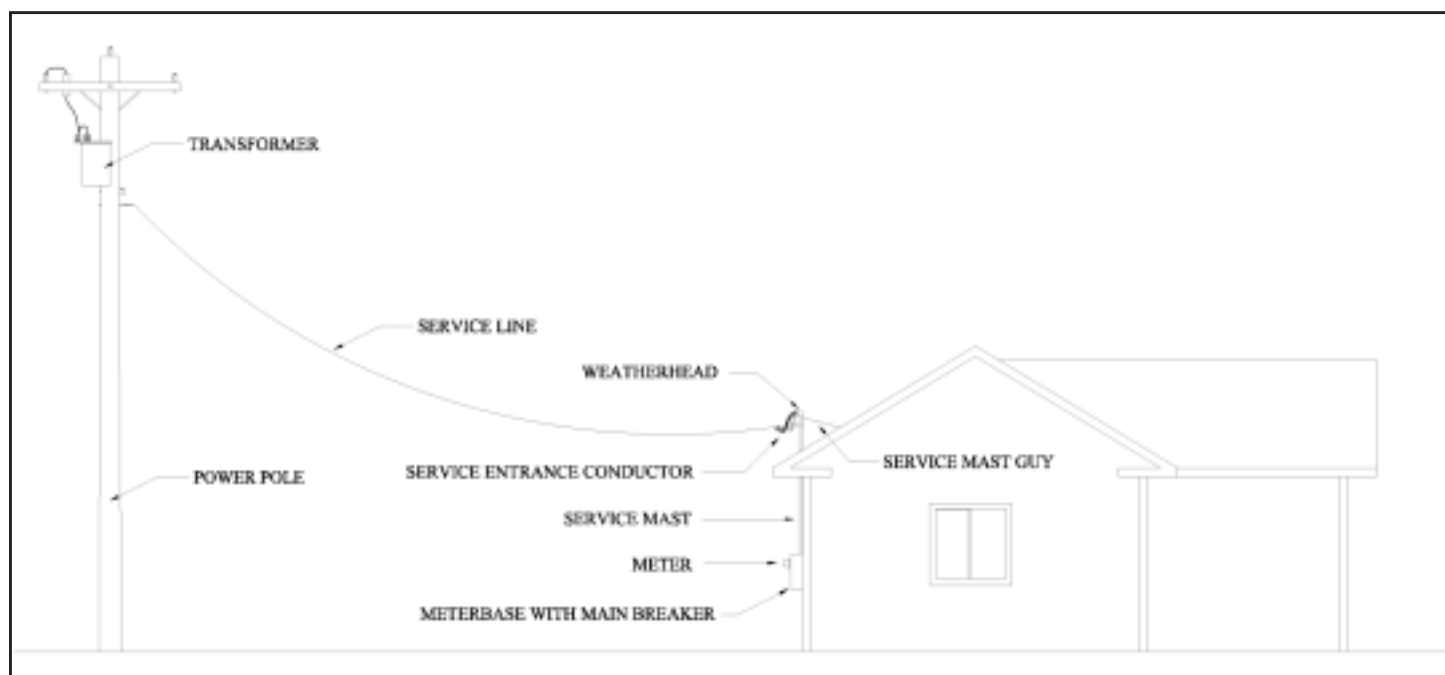 TRANSFORMER
SERVICE LINE
WEATHERHEAD
SERVICE ENTRANCE CONDUCTOR
SERVICE MAST GUY
POWER POLE
SERVICE MAST
METER
METERBASE WITH MAIN BREAKER